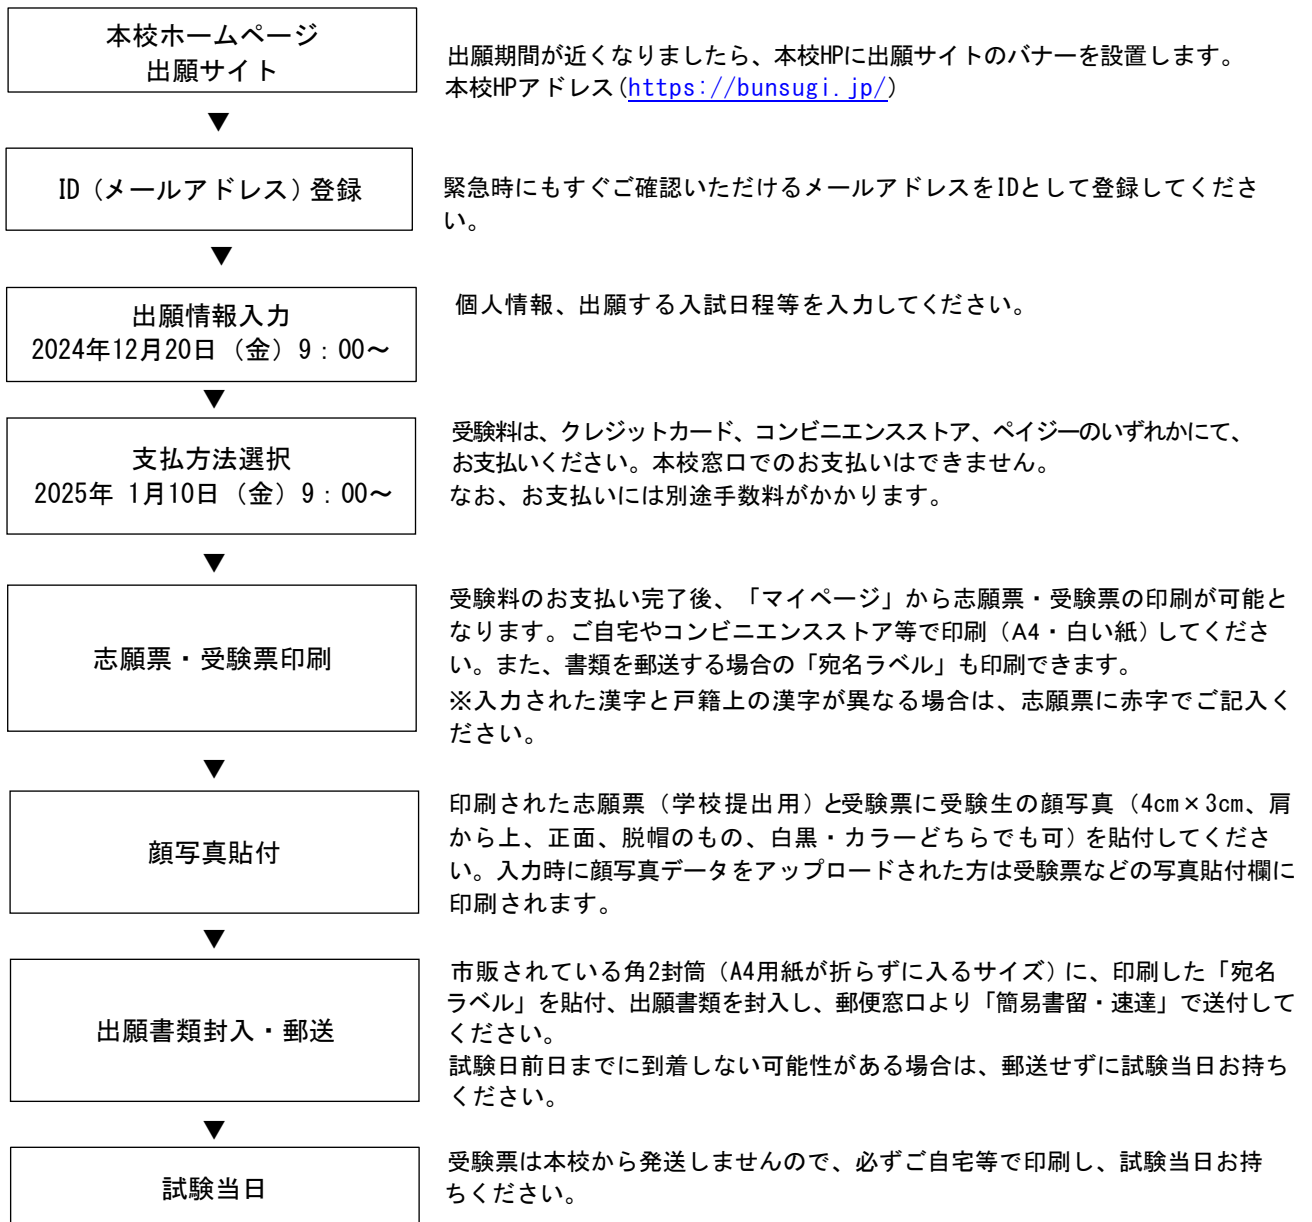 本校ホームページ
出願サイト
出願期間が近くなりましたら、本校HPに出願サイトのバナーを設置します。
本校HPアドレス(https://bunsugi.jp/)
▼
ID（メールアドレス）登録
緊急時にもすぐご確認いただけるメールアドレスをIDとして登録してくださ
い。
▼
出願情報入力
2024年12月20日（金）9：00～
個人情報、出願する入試日程等を入力してください。
▼
支払方法選択
2025年 1月10日（金）9：00～
受験料は、クレジットカード、コンビニエンスストア、ペイジーのいずれかにて、
お支払いください。本校窓口でのお支払いはできません。
なお、お支払いには別途手数料がかかります。
▼
志願票・受験票印刷
受験料のお支払い完了後、「マイページ」から志願票・受験票の印刷が可能と
なります。ご自宅やコンビニエンスストア等で印刷（A4・白い紙）してくださ
い。また、書類を郵送する場合の「宛名ラベル」も印刷できます。
※入力された漢字と戸籍上の漢字が異なる場合は、志願票に赤字でご記入く
ださい。
▼
顔写真貼付
印刷された志願票（学校提出用）と受験票に受験生の顔写真（4cm×3cm、肩
から上、正面、脱帽のもの、白黒・カラーどちらでも可）を貼付してくださ
い。入力時に顔写真データをアップロードされた方は受験票などの写真貼付欄に
印刷されます。
▼
出願書類封入・郵送
市販されている角2封筒（A4用紙が折らずに入るサイズ）に、印刷した「宛名
ラベル」を貼付、出願書類を封入し、郵便窓口より「簡易書留・速達」で送付して
ください。
試験日前日までに到着しない可能性がある場合は、郵送せずに試験当日お持ち
ください。
▼
試験当日
受験票は本校から発送しませんので、必ずご自宅等で印刷し、試験当日お持
ちください。